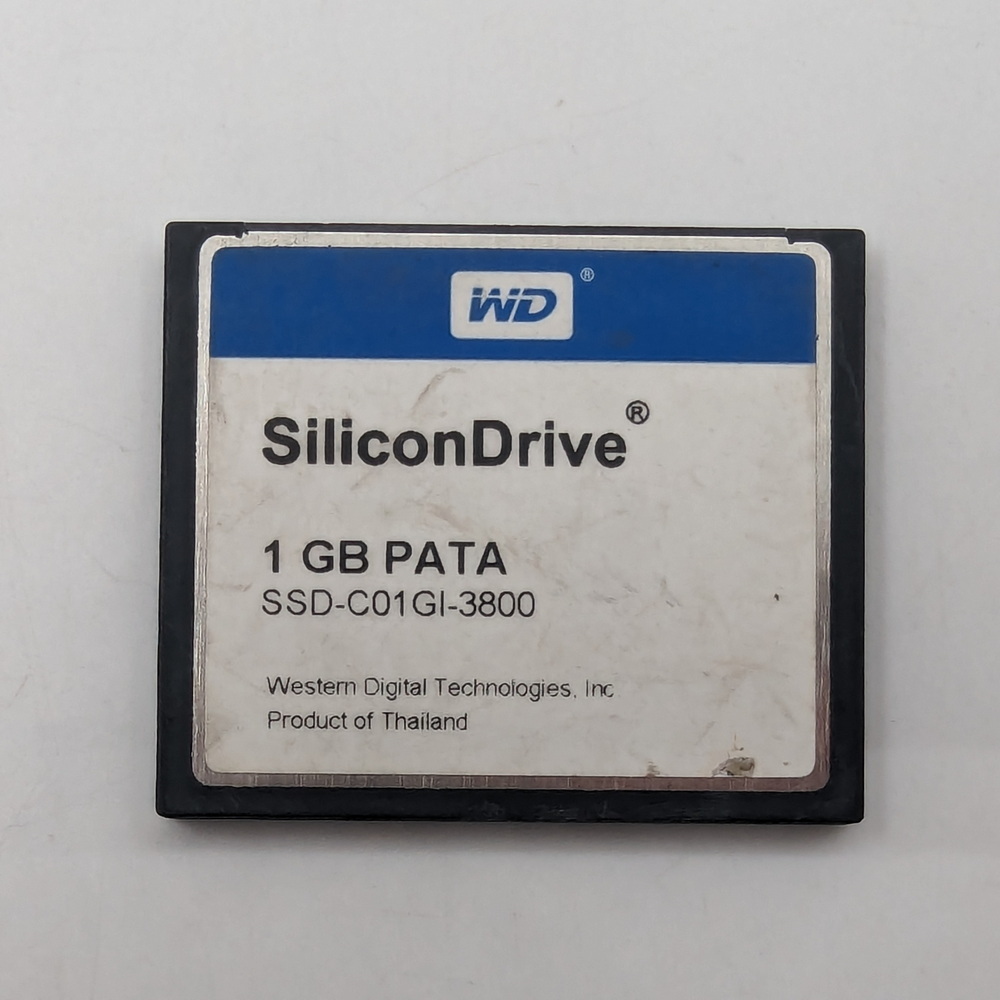 WD®
SiliconDrive®
1 GB PATA
SSD-C01GI-3800
Western Digital Technologies, Inc
Product of Thailand